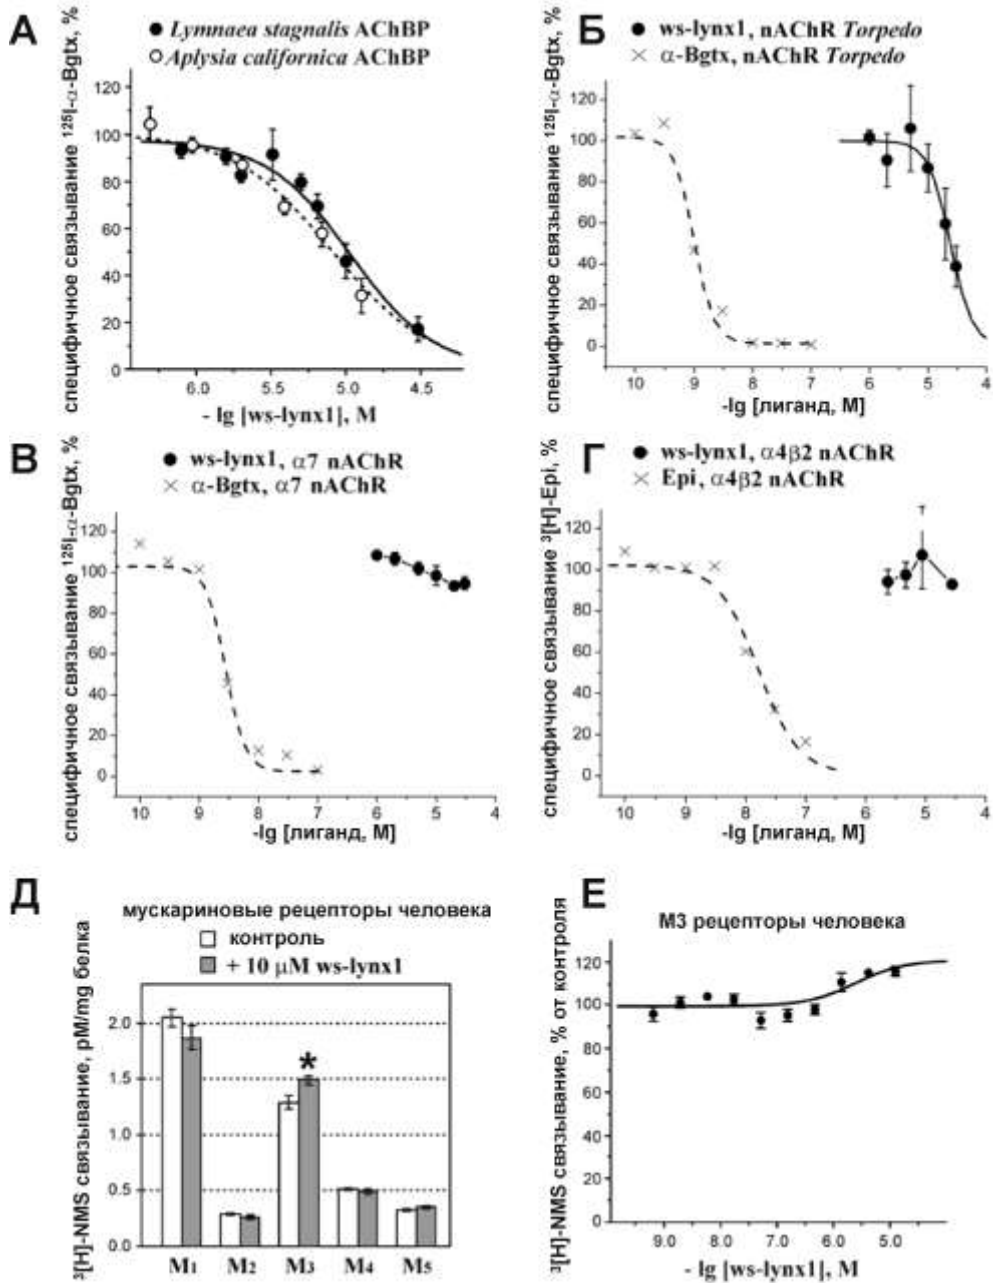 А
● Lymnaea stagnalis AChBP
○ Aplysia californica AChBP
специфичное связывание ¹²⁵I-α-Bgtx, %
120
100
80
60
40
20
0
6.0 5.5 5.0 4.5
- lg [ws-lynx1], M
Б
● ws-lynx1, nAChR Torpedo
× α-Bgtx, nAChR Torpedo
специфичное связывание ¹²⁵I-α-Bgtx, %
120
100
80
60
40
20
0
10 9 8 7 6 5 4
-lg [лиганд, М]
В
● ws-lynx1, α7 nAChR
× α-Bgtx, α7 nAChR
специфичное связывание ¹²⁵I-α-Bgtx, %
120
100
80
60
40
20
0
10 9 8 7 6 5 4
-lg [лиганд, М]
Г
● ws-lynx1, α4β2 nAChR
× Epi, α4β2 nAChR
специфичное связывание ³[H]-Epi, %
120
100
80
60
40
20
0
10 9 8 7 6 5 4
-lg [лиганд, М]
Д
мускариновые рецепторы человека
контроль
+ 10 μM ws-lynx1
³[H]-NMS связывание, pM/mg белка
2.0
1.5
1.0
0.5
0.0
*
M1 M2 M3 M4 M5
Е
М3 рецепторы человека
³[H]-NMS связывание, % от контроля
120
100
80
60
40
20
0
9.0 8.0 7.0 6.0 5.0
- lg [ws-lynx1], M